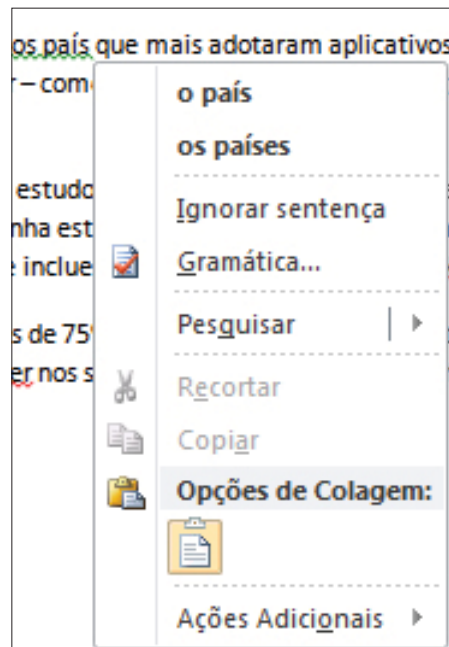 os país que mais adotaram aplicativos
r – com
o país
os países
estudo
Ignorar sentença
nha est
Gramática...
e inclue
s de 75
Pesquisar
er nos s
Recortar
Copiar
Opções de Colagem:
Ações Adicionais